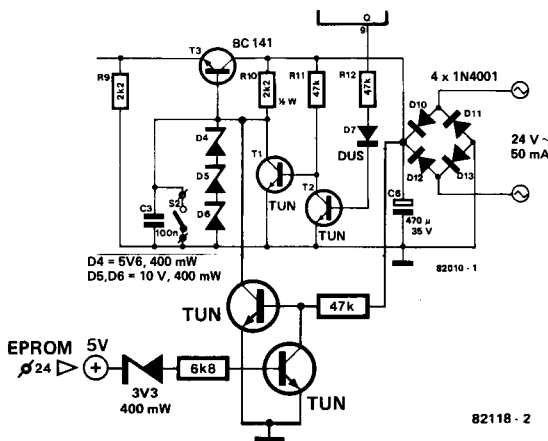 Q
9
T3
BC 141
R9
2k2
R10
2k2
½ W
R11
47k
R12
47k
4 x 1N4001
D10
D11
D12
D13
24 V ~
50 mA
D4
D5
D6
D7
DUS
T1
TUN
T2
TUN
C3
100n
S2
C6
470 µ
35 V
D4 = 5V6, 400 mW
D5,D6 = 10 V, 400 mW
82010 - 1
TUN
47k
EPROM
24
5V
+
3V3
400 mW
6k8
TUN
82118 - 2